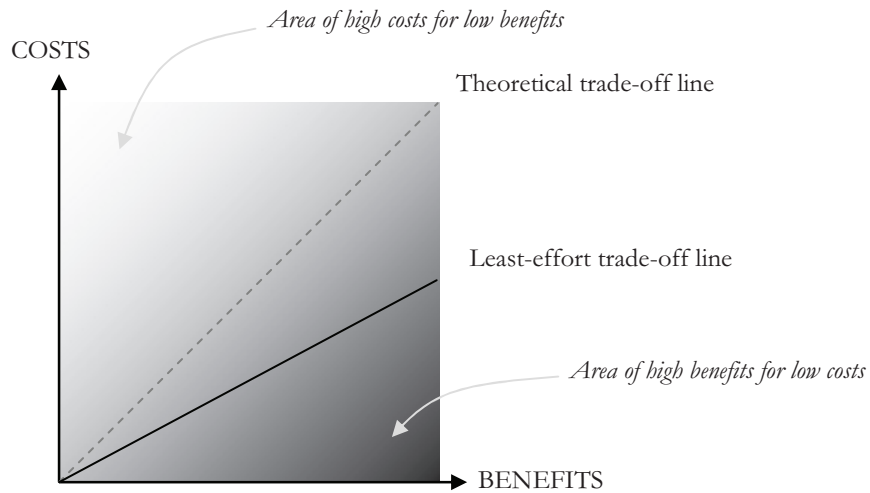 Area of high costs for low benefits
COSTS
Theoretical trade-off line
Least-effort trade-off line
Area of high benefits for low costs
BENEFITS